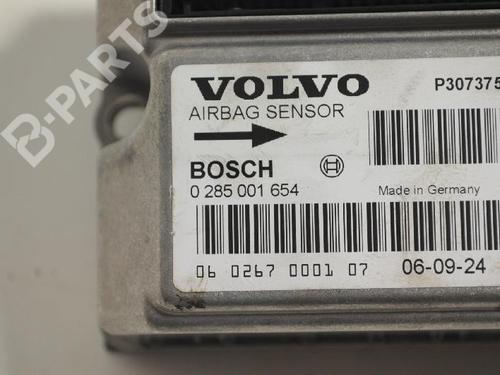 VOLVO P307375
AIRBAG SENSOR
BOSCH
0 285 001 654 Made in Germany
06 0267 0001 07 06-09-24
B-PARTS